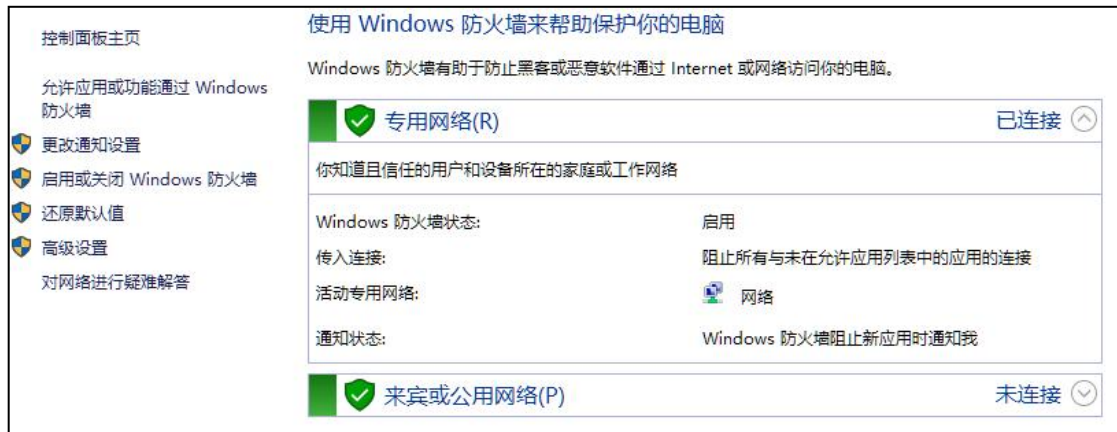 控制面板主页
允许应用或功能通过 Windows
防火墙
更改通知设置
启用或关闭 Windows 防火墙
还原默认值
高级设置
对网络进行疑难解答
使用 Windows 防火墙来帮助保护你的电脑
Windows 防火墙有助于防止黑客或恶意软件通过 Internet 或网络访问你的电脑。
专用网络(R) 已连接
你知道且信任的用户和设备所在的家庭或工作网络
Windows 防火墙状态: 启用
传入连接: 阻止所有与未在允许应用列表中的应用的连接
活动专用网络: 网络
通知状态: Windows 防火墙阻止新应用时通知我
来宾或公用网络(P) 未连接